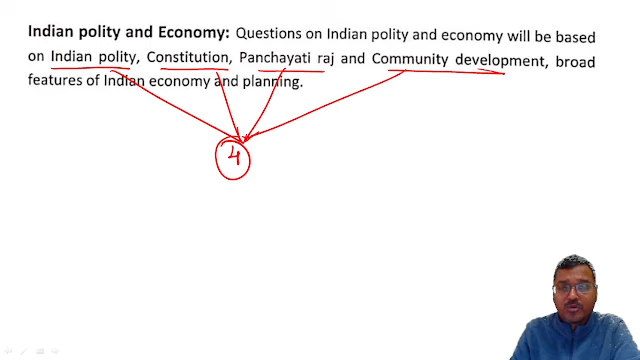 Indian polity and Economy: Questions on Indian polity and economy will be based
on Indian polity, Constitution, Panchayati raj and Community development, broad
features of Indian economy and planning.
4